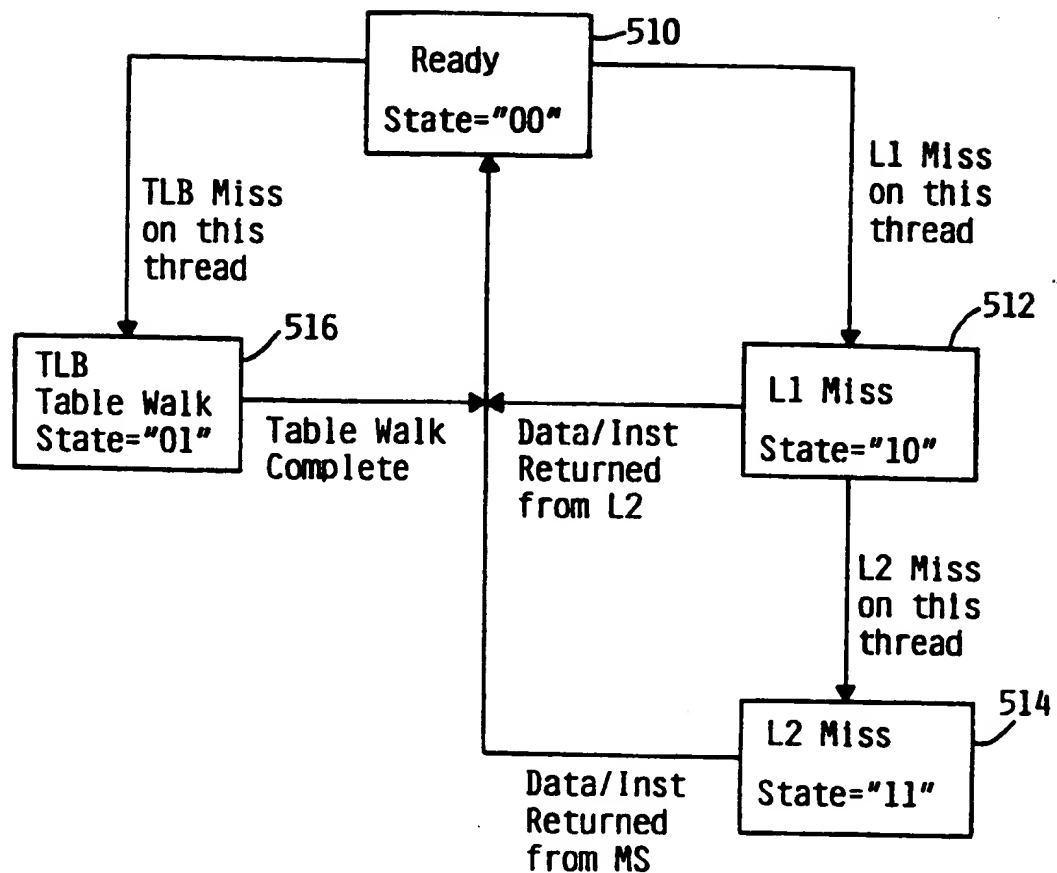 510
Ready
State="00"
TLB Miss
on this
thread
L1 Miss
on this
thread
516
TLB
Table Walk
State="01"
Table Walk
Complete
512
L1 Miss
State="10"
Data/Inst
Returned
from L2
L2 Miss
on this
thread
514
L2 Miss
State="11"
Data/Inst
Returned
from MS